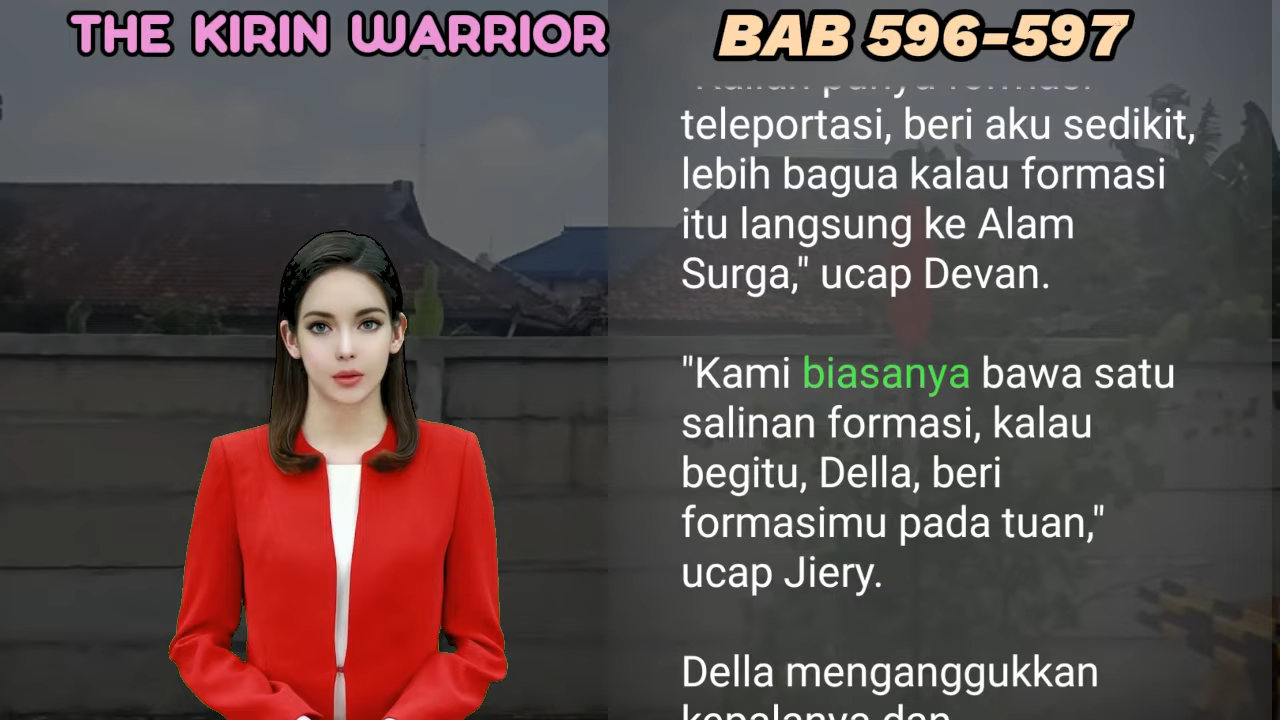 THE KIRIN WARRIOR
BAB 596-597
teleportasi, beri aku sedikit,
lebih bagua kalau formasi
itu langsung ke Alam
Surga," ucap Devan.
"Kami biasanya bawa satu
salinan formasi, kalau
begitu, Della, beri
formasimu pada tuan,"
ucap Jiery.
Della menganggukkan